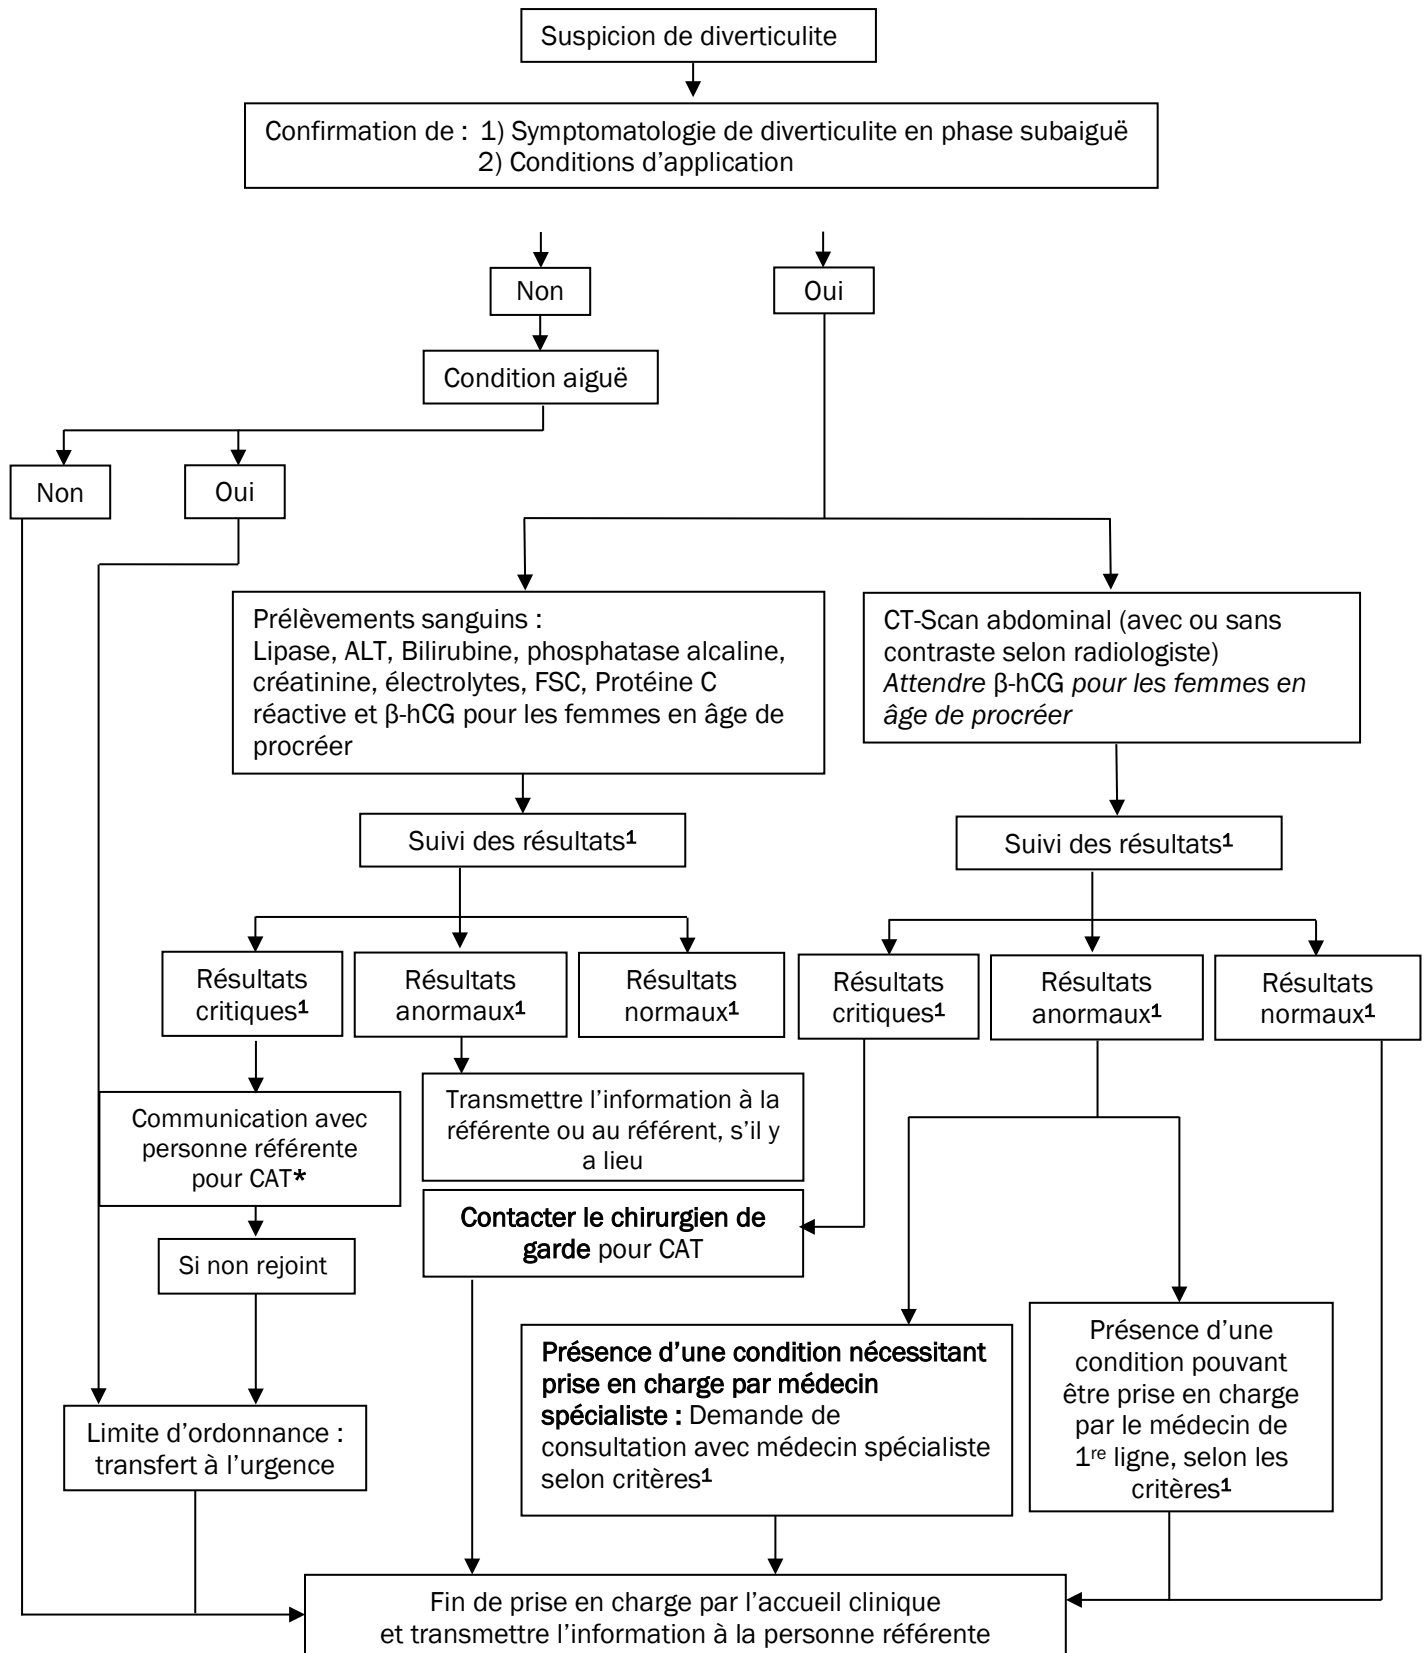 Suspicion de diverticulite
Confirmation de : 1) Symptomatologie de diverticulite en phase subaiguë
2) Conditions d'application
Non
Oui
Condition aiguë
Non
Oui
Prélèvements sanguins :
Lipase, ALT, Bilirubine, phosphatase alcaline,
créatinine, électrolytes, FSC, Protéine C
réactive et β-hCG pour les femmes en âge de
procréer
CT-Scan abdominal (avec ou sans
contraste selon radiologiste)
Attendre β-hCG pour les femmes en
âge de procréer
Suivi des résultats¹
Suivi des résultats¹
Résultats
critiques¹
Résultats
anormaux¹
Résultats
normaux¹
Résultats
critiques¹
Résultats
anormaux¹
Résultats
normaux¹
Communication avec
personne référente
pour CAT*
Transmettre l'information à la
référente ou au référent, s'il y
a lieu
Contacter le chirurgien de
garde pour CAT
Si non rejoint
Présence d'une condition nécessitant
prise en charge par médecin
spécialiste : Demande de
consultation avec médecin spécialiste
selon critères¹
Présence d'une
condition pouvant
être prise en charge
par le médecin de
1re ligne, selon les
critères¹
Limite d'ordonnance :
transfert à l'urgence
Fin de prise en charge par l'accueil clinique
et transmettre l'information à la personne référente